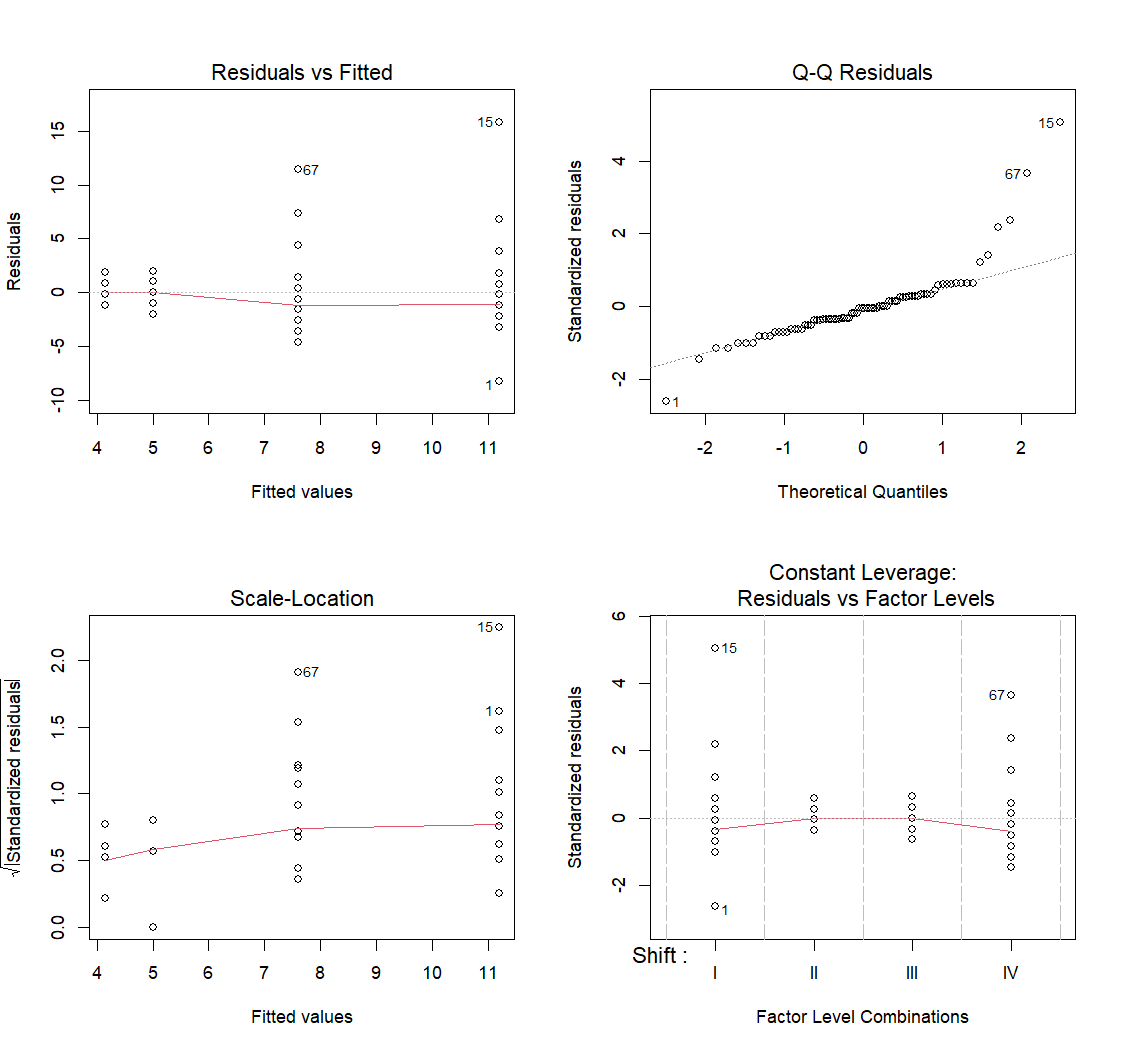 Residuals vs Fitted
Residuals
15
10
5
0
-5
-10
15
67
1
4 5 6 7 8 9 10 11
Fitted values
Q-Q Residuals
Standardized residuals
4
2
0
-2
15
67
1
-2 -1 0 1 2
Theoretical Quantiles
Scale-Location
√|Standardized residuals|
2.0
1.5
1.0
0.5
0.0
15
67
1
4 5 6 7 8 9 10 11
Fitted values
Constant Leverage:
Residuals vs Factor Levels
Standardized residuals
6
4
2
0
-2
15
67
1
Shift :
I II III IV
Factor Level Combinations